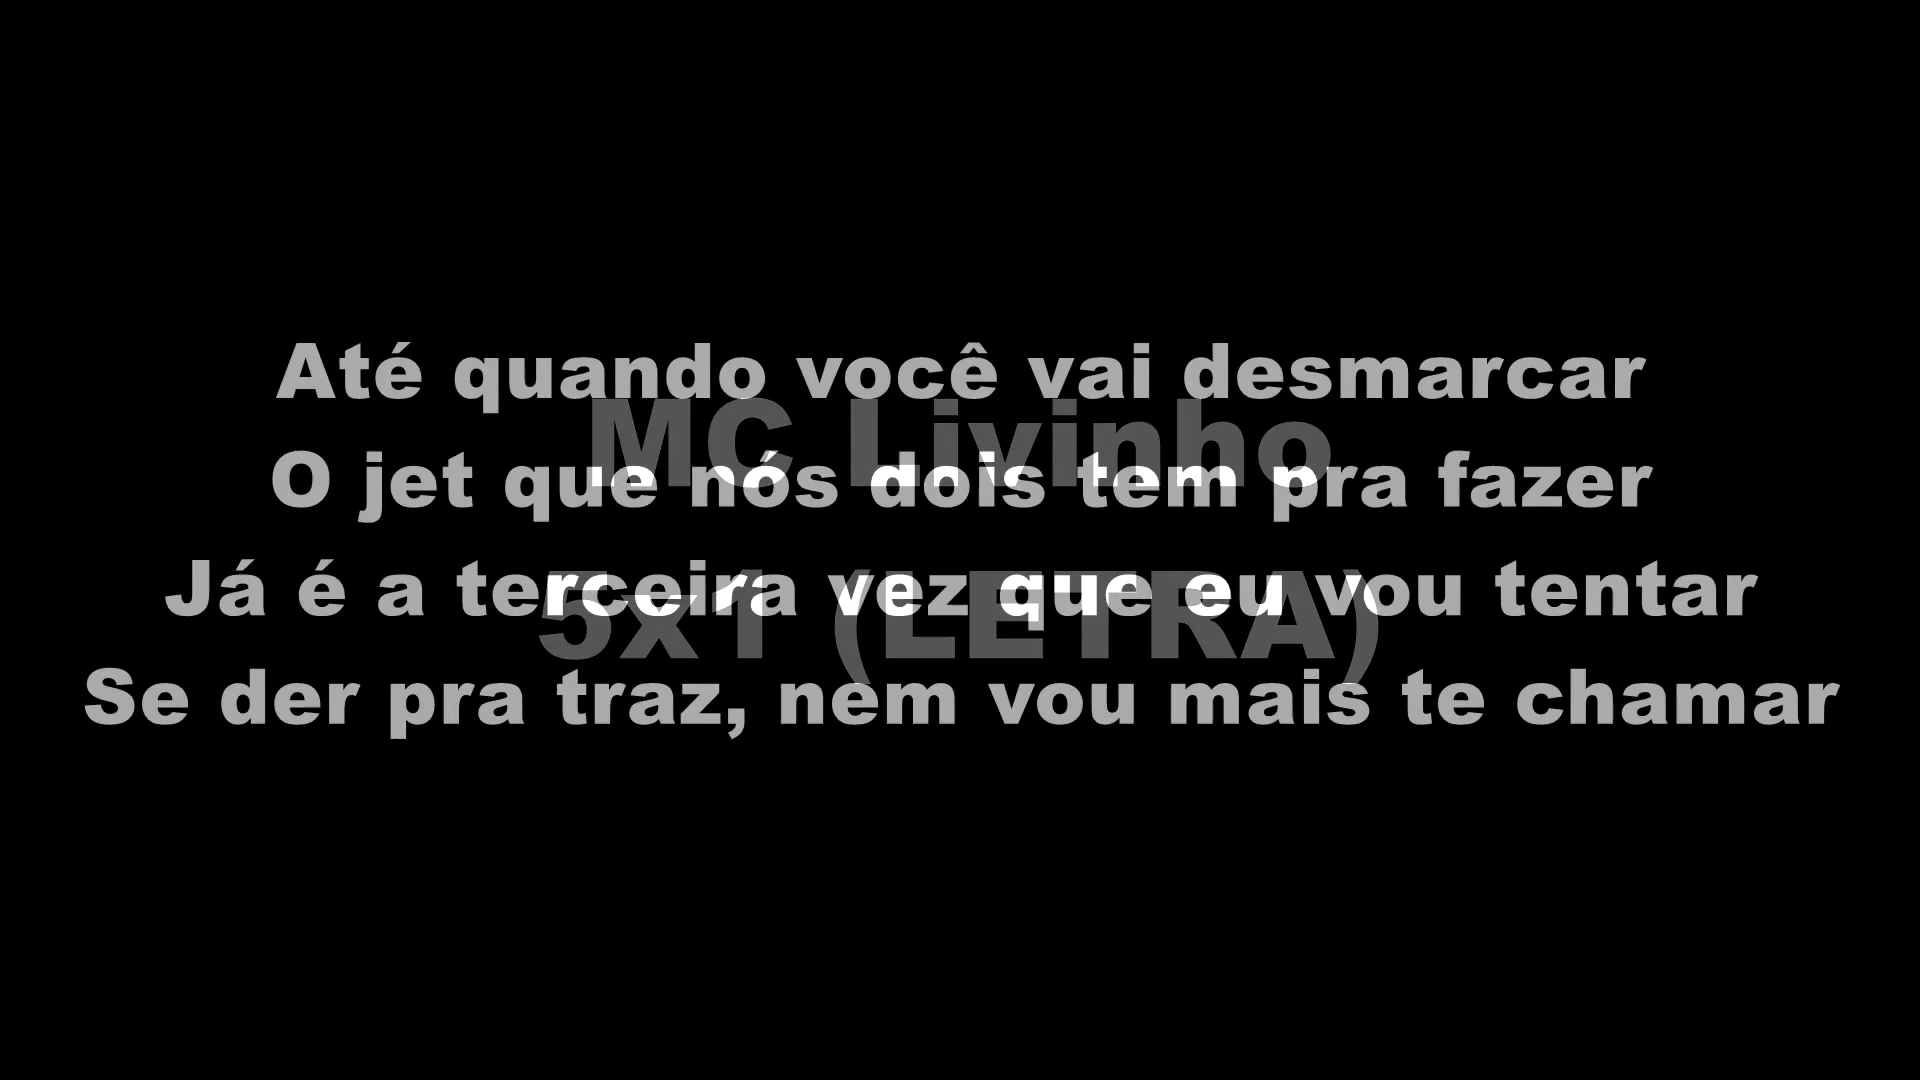 Até quando você vai desmarcar
MC Livinho
O jet que nós dois tem pra fazer
Já é a terceira vez que eu vou tentar
5x1 (LETRA)
Se der pra traz, nem vou mais te chamar